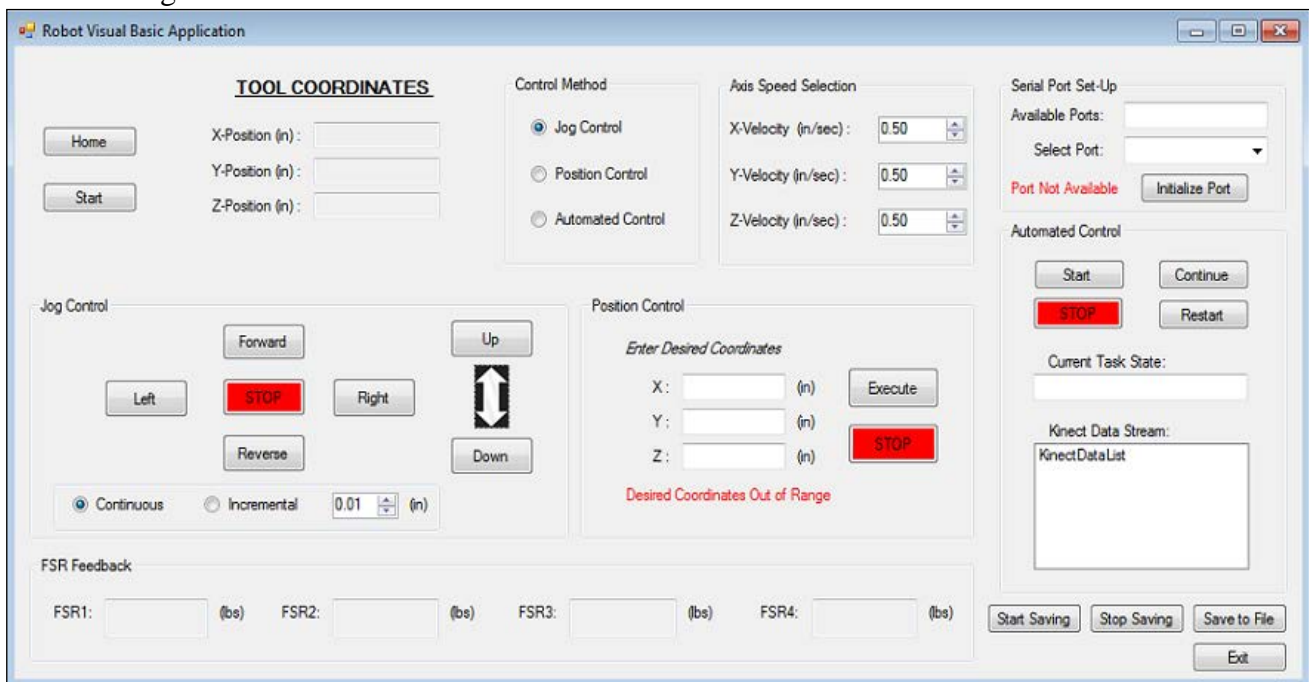 Robot Visual Basic Application
TOOL COORDINATES
Home
Start
X-Position (in) :
Y-Position (in) :
Z-Position (in) :
Control Method
Jog Control
Position Control
Automated Control
Axis Speed Selection
X-Velocity (in/sec) : 0.50
Y-Velocity (in/sec) : 0.50
Z-Velocity (in/sec) : 0.50
Serial Port Set-Up
Available Ports:
Select Port:
Port Not Available Initialize Port
Automated Control
Start Continue
STOP Restart
Current Task State:
Kinect Data Stream:
KinectDataList
Jog Control
Forward
Left STOP Right
Reverse
Up
Down
Continuous Incremental 0.01 (in)
Position Control
Enter Desired Coordinates
X : (in) Execute
Y : (in)
STOP
Z : (in)
Desired Coordinates Out of Range
FSR Feedback
FSR1: (lbs) FSR2: (lbs) FSR3: (lbs) FSR4: (lbs)
Start Saving Stop Saving Save to File
Exit